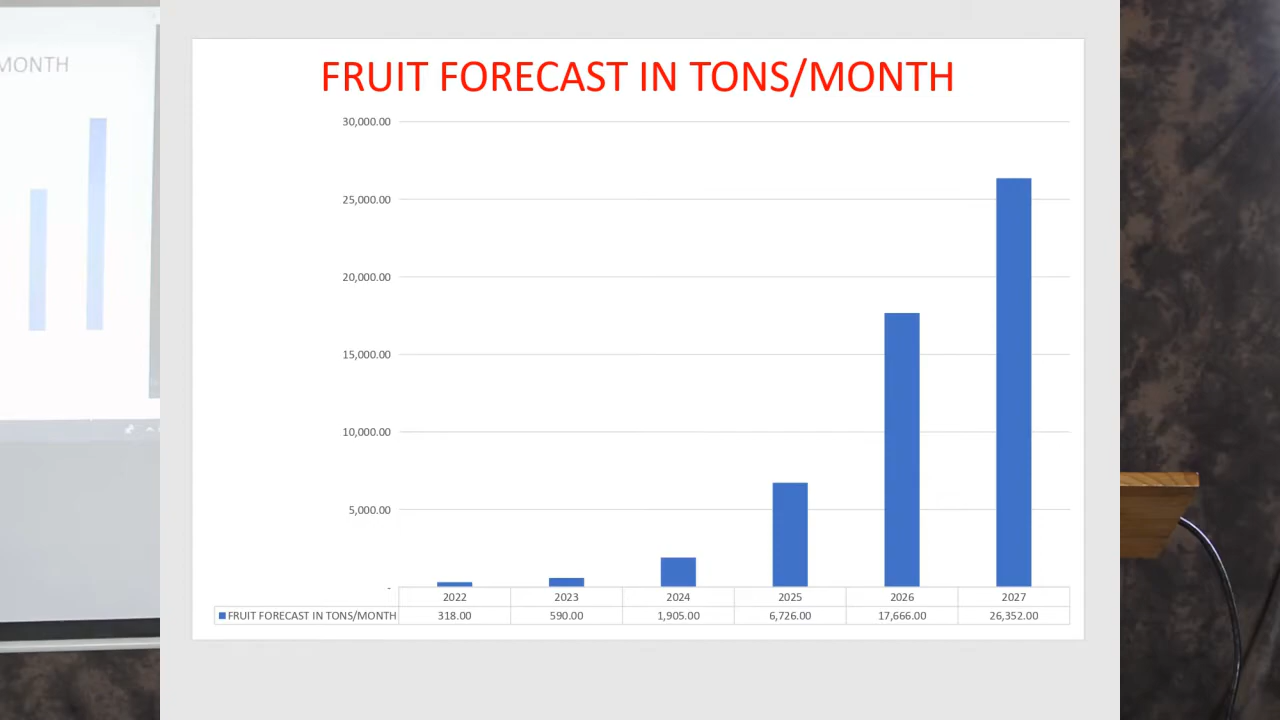 MONTH
FRUIT FORECAST IN TONS/MONTH
30,000.00
25,000.00
20,000.00
15,000.00
10,000.00
5,000.00
-
2022 2023 2024 2025 2026 2027
FRUIT FORECAST IN TONS/MONTH 318.00 590.00 1,905.00 6,726.00 17,666.00 26,352.00